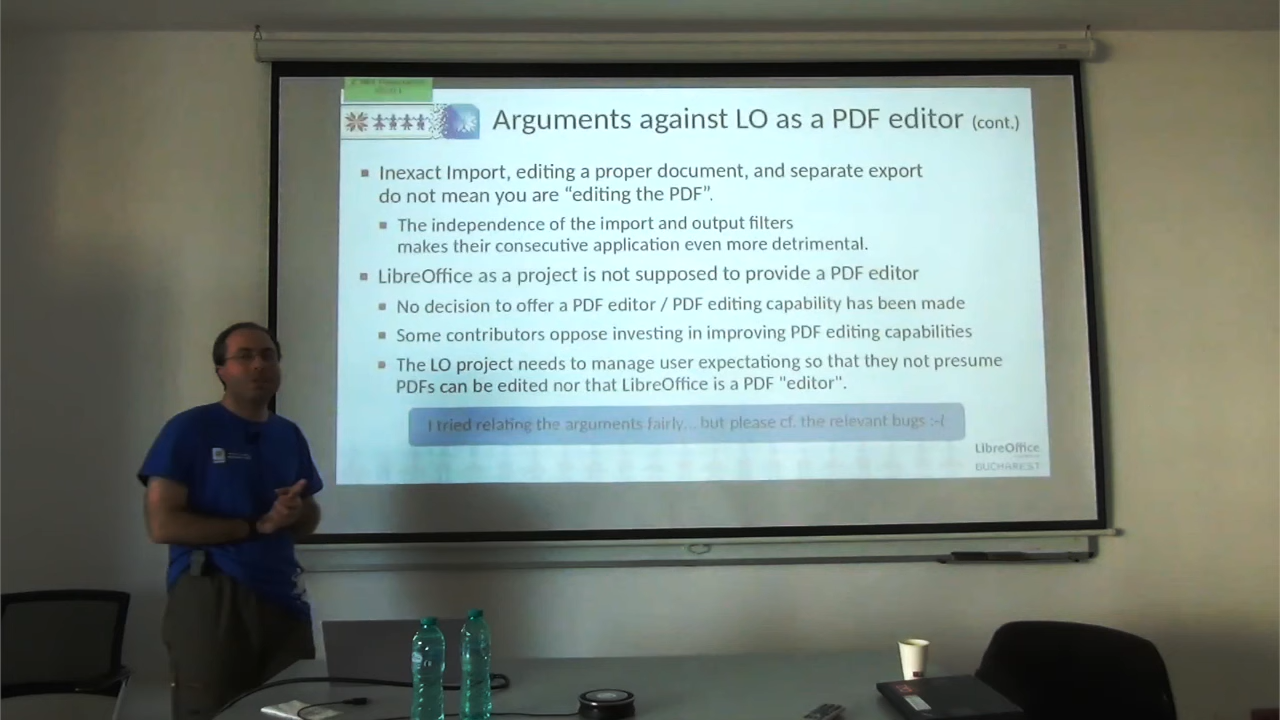 Arguments against LO as a PDF editor (cont.)
Inexact Import, editing a proper document, and separate export
do not mean you are “editing the PDF”.
The independence of the import and output filters
makes their consecutive application even more detrimental.
LibreOffice as a project is not supposed to provide a PDF editor
No decision to offer a PDF editor / PDF editing capability has been made
Some contributors oppose investing in improving PDF editing capabilities
The LO project needs to manage user expectationg so that they not presume
PDFs can be edited nor that LibreOffice is a PDF "editor".
I tried relating the arguments fairly... but please cf. the relevant bugs :-(
LibreOffice
BUCHAREST